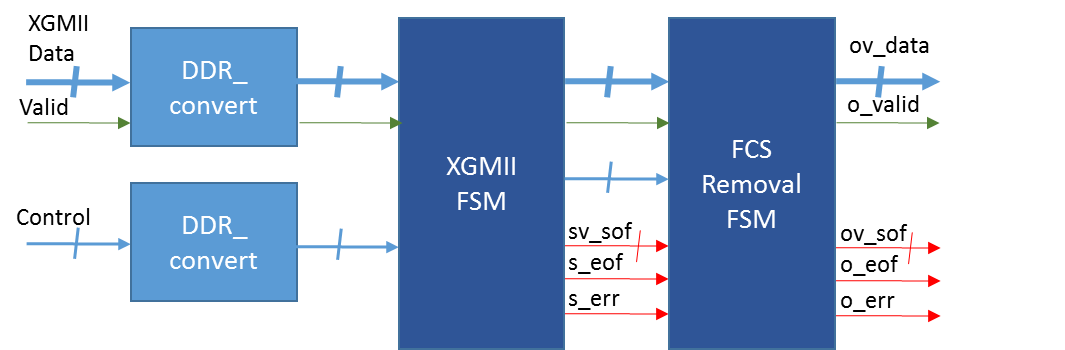 XGMII
Data
Valid
DDR_
convert
Control
DDR_
convert
XGMII
FSM
sv_sof
s_eof
s_err
FCS
Removal
FSM
ov_data
o_valid
ov_sof
o_eof
o_err